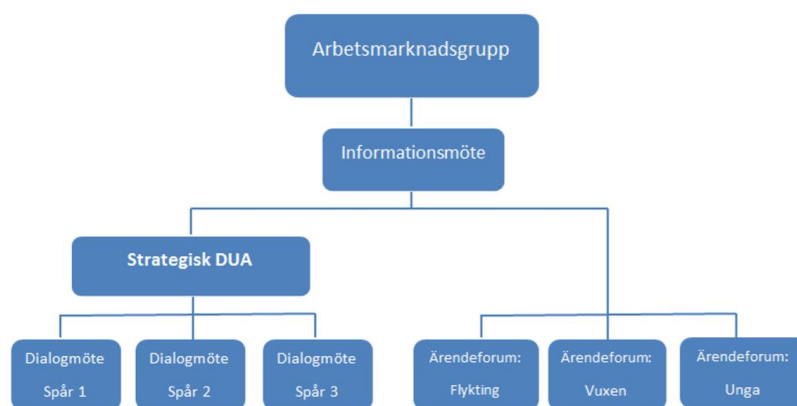 Arbetsmarknadsgrupp
Informationsmöte
Strategisk DUA
Dialogmöte
Spår 1
Dialogmöte
Spår 2
Dialogmöte
Spår 3
Ärendeforum:
Flykting
Ärendeforum:
Vuxen
Ärendeforum:
Unga